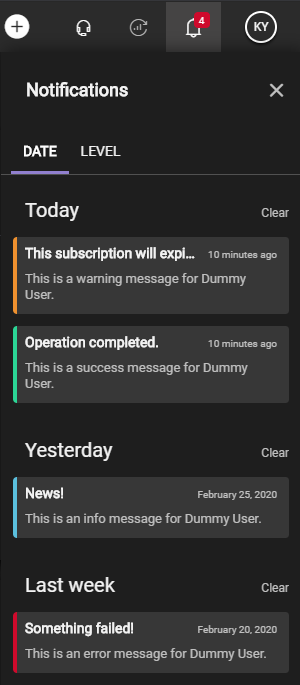 4
KY
Notifications
DATE LEVEL
Today Clear
This subscription will expi... 10 minutes ago
This is a warning message for Dummy
User.
Operation completed. 10 minutes ago
This is a success message for Dummy
User.
Yesterday Clear
News! February 25, 2020
This is an info message for Dummy User.
Last week Clear
Something failed! February 20, 2020
This is an error message for Dummy User.